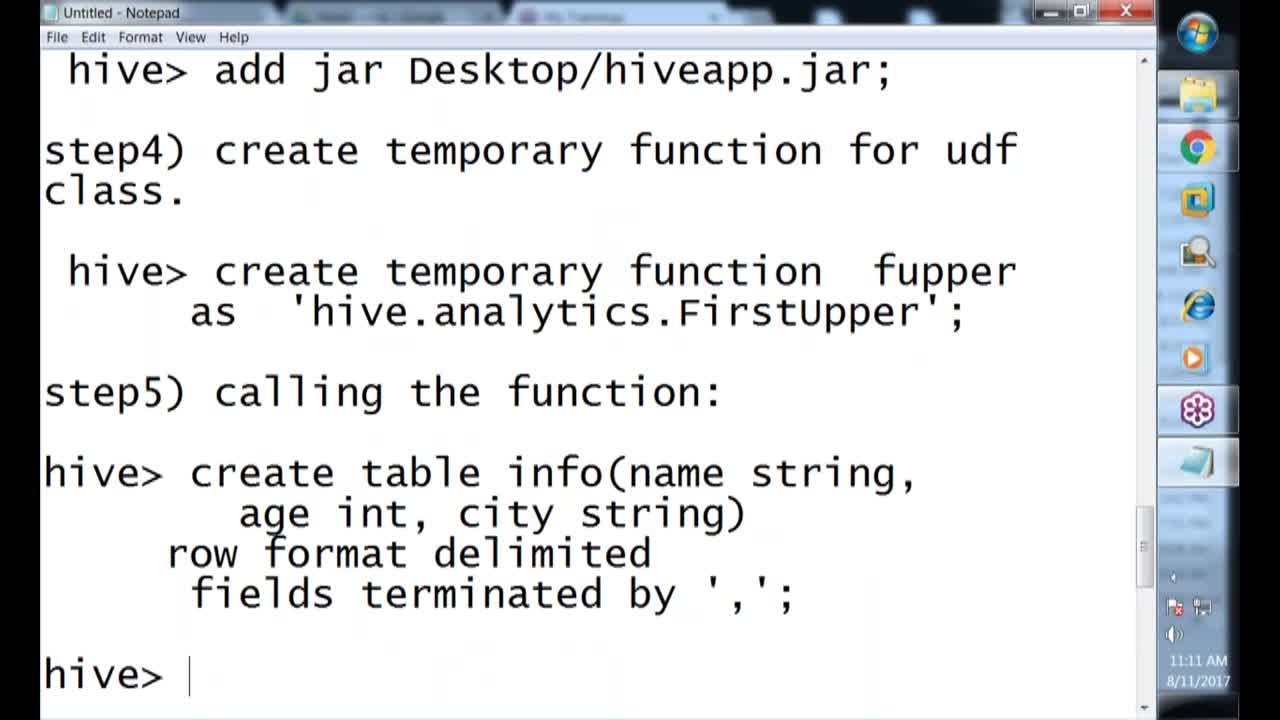 Untitled - Notepad
File Edit Format View Help
hive> add jar Desktop/hiveapp.jar;
step4) create temporary function for udf
class.
hive> create temporary function fupper
as 'hive.analytics.FirstUpper';
step5) calling the function:
hive> create table info(name string,
age int, city string)
row format delimited
fields terminated by ',';
hive>
11:11 AM
8/11/2017